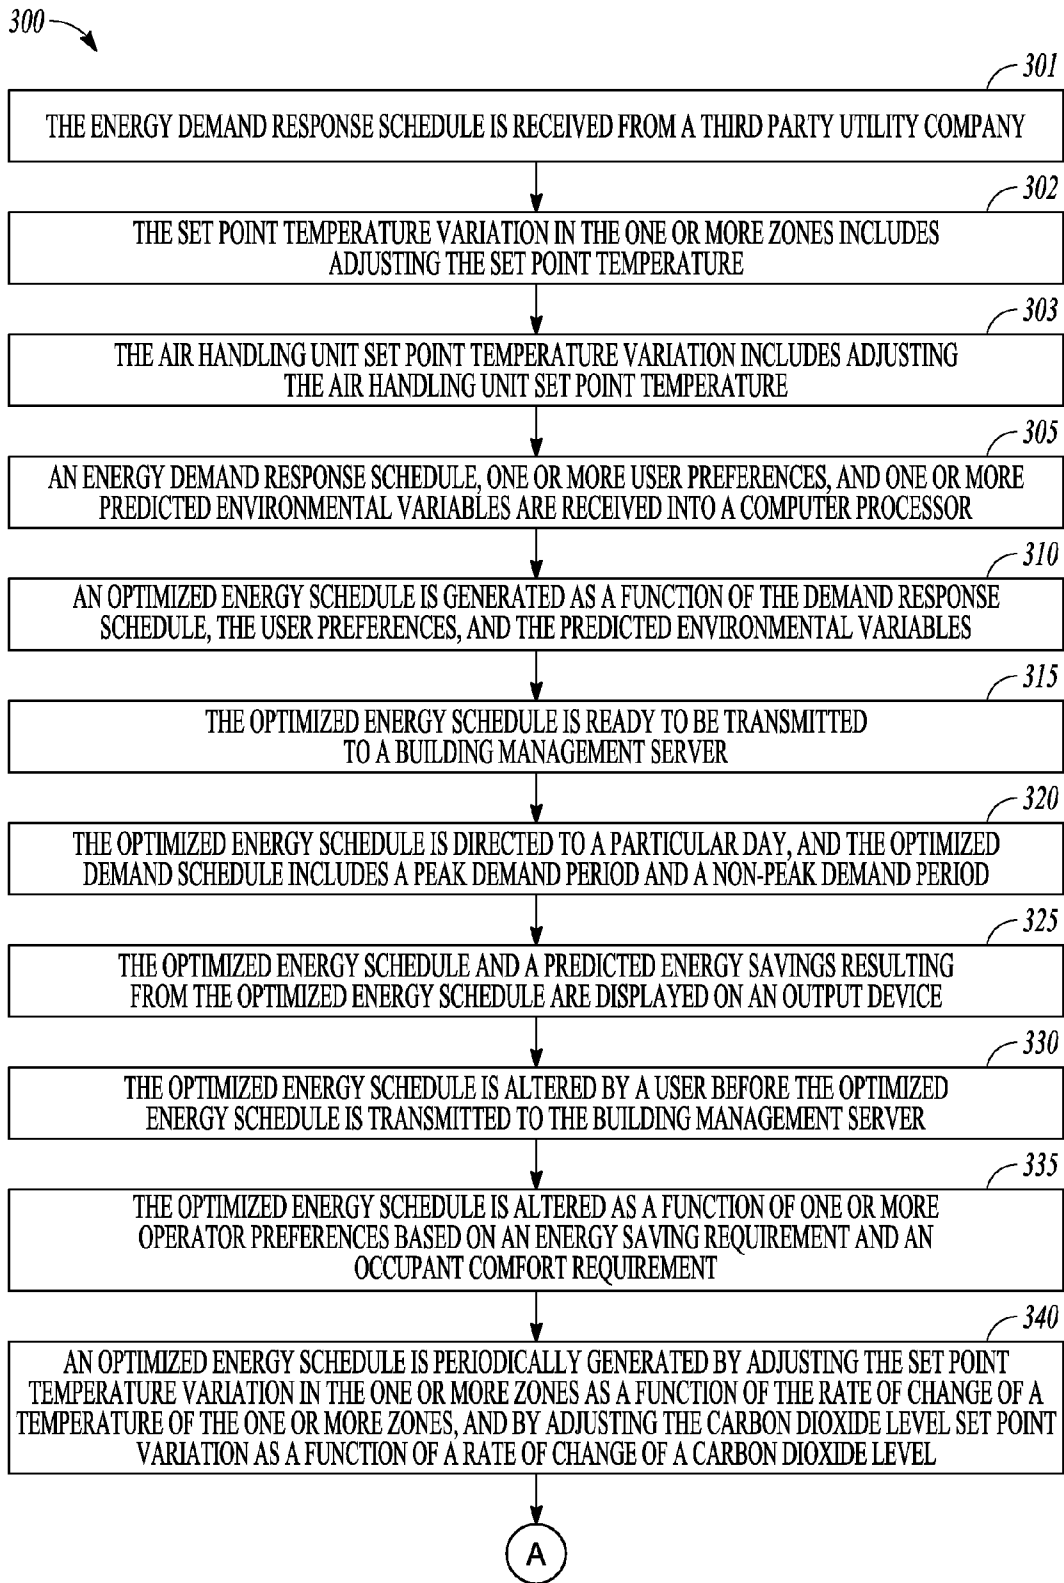 300
301
THE ENERGY DEMAND RESPONSE SCHEDULE IS RECEIVED FROM A THIRD PARTY UTILITY COMPANY
302
THE SET POINT TEMPERATURE VARIATION IN THE ONE OR MORE ZONES INCLUDES
ADJUSTING THE SET POINT TEMPERATURE
303
THE AIR HANDLING UNIT SET POINT TEMPERATURE VARIATION INCLUDES ADJUSTING
THE AIR HANDLING UNIT SET POINT TEMPERATURE
305
AN ENERGY DEMAND RESPONSE SCHEDULE, ONE OR MORE USER PREFERENCES, AND ONE OR MORE
PREDICTED ENVIRONMENTAL VARIABLES ARE RECEIVED INTO A COMPUTER PROCESSOR
310
AN OPTIMIZED ENERGY SCHEDULE IS GENERATED AS A FUNCTION OF THE DEMAND RESPONSE
SCHEDULE, THE USER PREFERENCES, AND THE PREDICTED ENVIRONMENTAL VARIABLES
315
THE OPTIMIZED ENERGY SCHEDULE IS READY TO BE TRANSMITTED
TO A BUILDING MANAGEMENT SERVER
320
THE OPTIMIZED ENERGY SCHEDULE IS DIRECTED TO A PARTICULAR DAY, AND THE OPTIMIZED
DEMAND SCHEDULE INCLUDES A PEAK DEMAND PERIOD AND A NON-PEAK DEMAND PERIOD
325
THE OPTIMIZED ENERGY SCHEDULE AND A PREDICTED ENERGY SAVINGS RESULTING
FROM THE OPTIMIZED ENERGY SCHEDULE ARE DISPLAYED ON AN OUTPUT DEVICE
330
THE OPTIMIZED ENERGY SCHEDULE IS ALTERED BY A USER BEFORE THE OPTIMIZED
ENERGY SCHEDULE IS TRANSMITTED TO THE BUILDING MANAGEMENT SERVER
335
THE OPTIMIZED ENERGY SCHEDULE IS ALTERED AS A FUNCTION OF ONE OR MORE
OPERATOR PREFERENCES BASED ON AN ENERGY SAVING REQUIREMENT AND AN
OCCUPANT COMFORT REQUIREMENT
340
AN OPTIMIZED ENERGY SCHEDULE IS PERIODICALLY GENERATED BY ADJUSTING THE SET POINT
TEMPERATURE VARIATION IN THE ONE OR MORE ZONES AS A FUNCTION OF THE RATE OF CHANGE OF A
TEMPERATURE OF THE ONE OR MORE ZONES, AND BY ADJUSTING THE CARBON DIOXIDE LEVEL SET POINT
VARIATION AS A FUNCTION OF A RATE OF CHANGE OF A CARBON DIOXIDE LEVEL
A